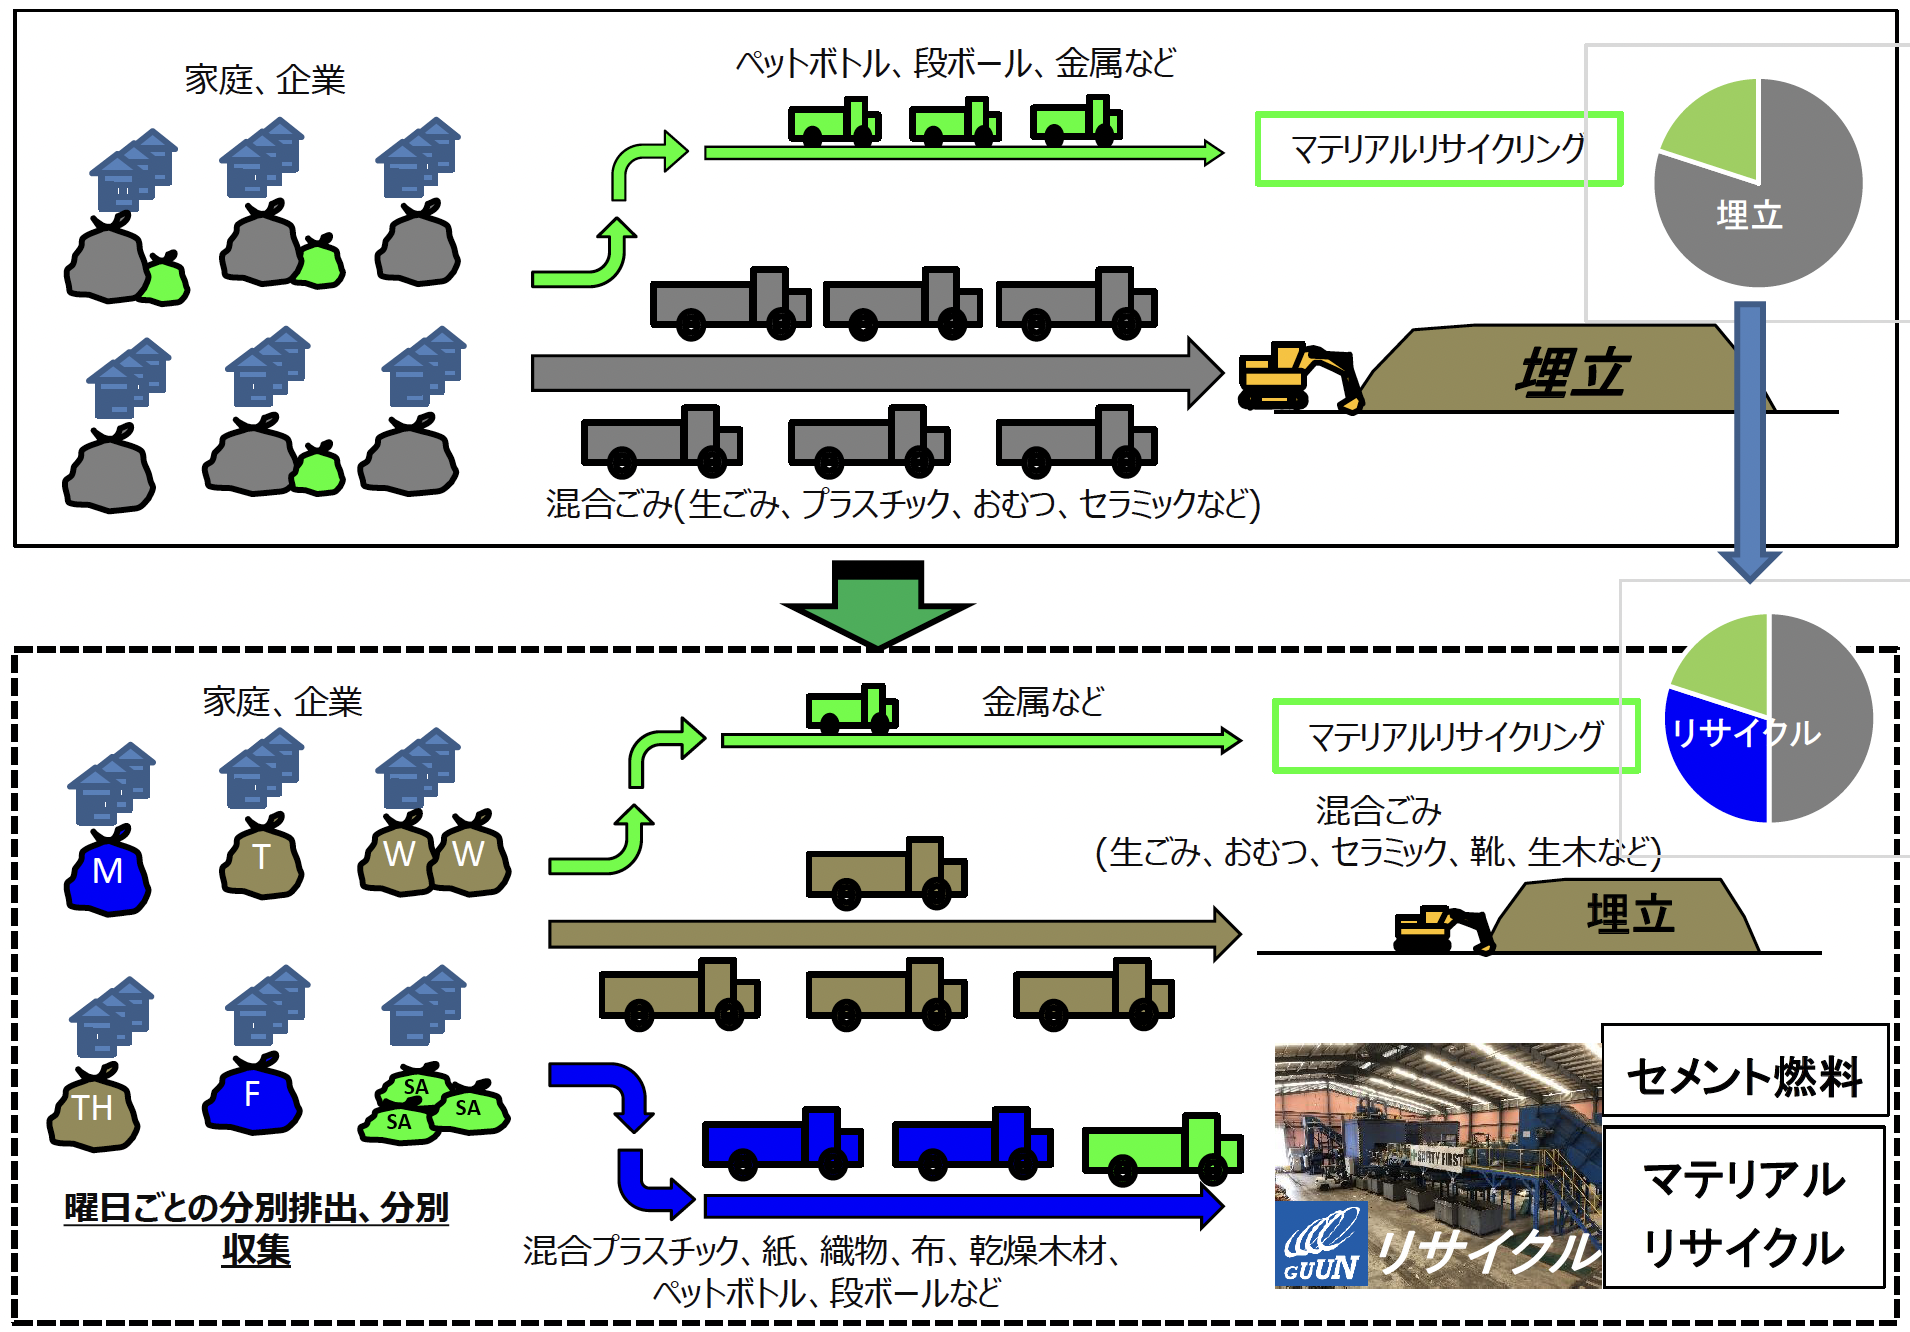 家庭、企業
ペットボトル、段ボール、金属など
マテリアルリサイクリング
埋立
埋立
混合ごみ(生ごみ、プラスチック、おむつ、セラミックなど)
家庭、企業
金属など
マテリアルリサイクリング
リサイクル
混合ごみ
(生ごみ、おむつ、セラミック、靴、生木など)
M
T
W
W
埋立
TH
F
SA
SA
SA
セメント燃料
SAFETY FIRST
マテリアル
リサイクル
曜日ごとの分別排出、分別
収集
混合プラスチック、紙、織物、布、乾燥木材、
ペットボトル、段ボールなど
GUUN
リサイクル